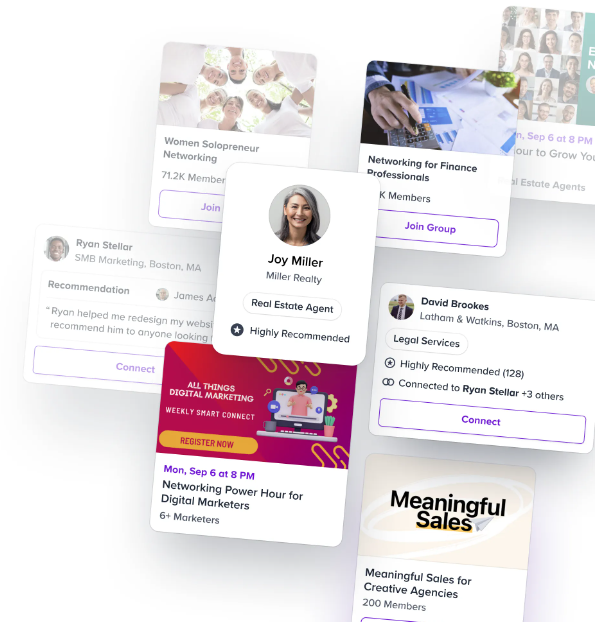 E
N
Mon, Sep 6 at 8 PM
our to Grow You
al Estate Agents
Women Solopreneur
Networking
71.2K Member
Join
Networking for Finance
Professionals
K Members
Join Group
Joy Miller
Miller Realty
Real Estate Agent
Highly Recommended
Ryan Stellar
SMB Marketing, Boston, MA
Recommendation
James Ac
“Ryan helped me redesign my websi
recommend him to anyone looking
Connect
David Brookes
Latham & Watkins, Boston, MA
Legal Services
Highly Recommended (128)
Connected to Ryan Stellar +3 others
Connect
ALL THINGS
DIGITAL MARKETING
WEEKLY SMART CONNECT
REGISTER NOW
Mon, Sep 6 at 8 PM
Networking Power Hour for
Digital Marketers
6+ Marketers
Meaningful
Sales
Meaningful Sales for
Creative Agencies
200 Members